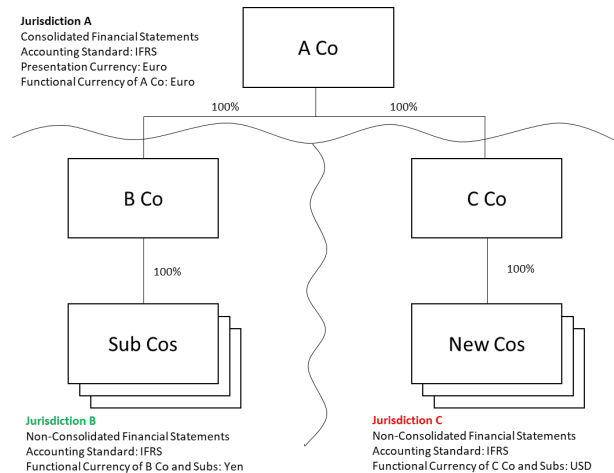 Jurisdiction A
Consolidated Financial Statements
Accounting Standard: IFRS
Presentation Currency: Euro
Functional Currency of A Co: Euro
A Co
100%
100%
B Co
C Co
100%
100%
Sub Cos
New Cos
Jurisdiction B
Non-Consolidated Financial Statements
Accounting Standard: IFRS
Functional Currency of B Co and Subs: Yen
Jurisdiction C
Non-Consolidated Financial Statements
Accounting Standard: IFRS
Functional Currency of C Co and Subs: USD